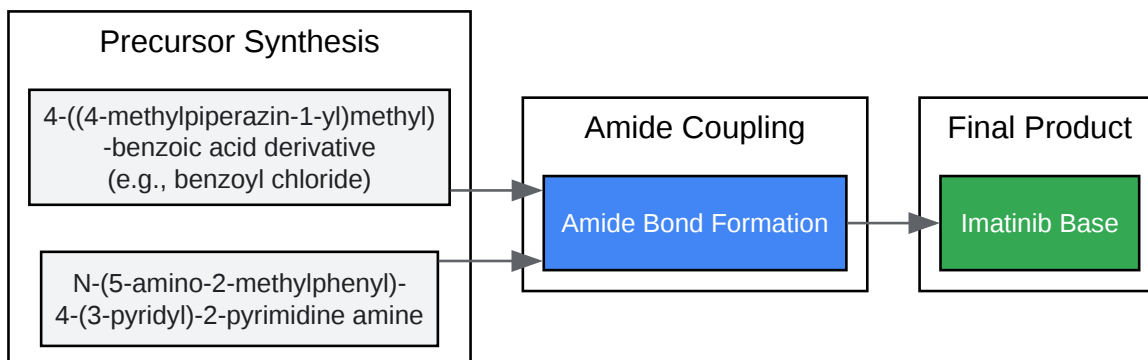 Precursor Synthesis
4-((4-methylpiperazin-1-yl)methyl)
-benzoic acid derivative
(e.g., benzoyl chloride)
N-(5-amino-2-methylphenyl)-
4-(3-pyridyl)-2-pyrimidine amine
Amide Coupling
Amide Bond Formation
Final Product
Imatinib Base